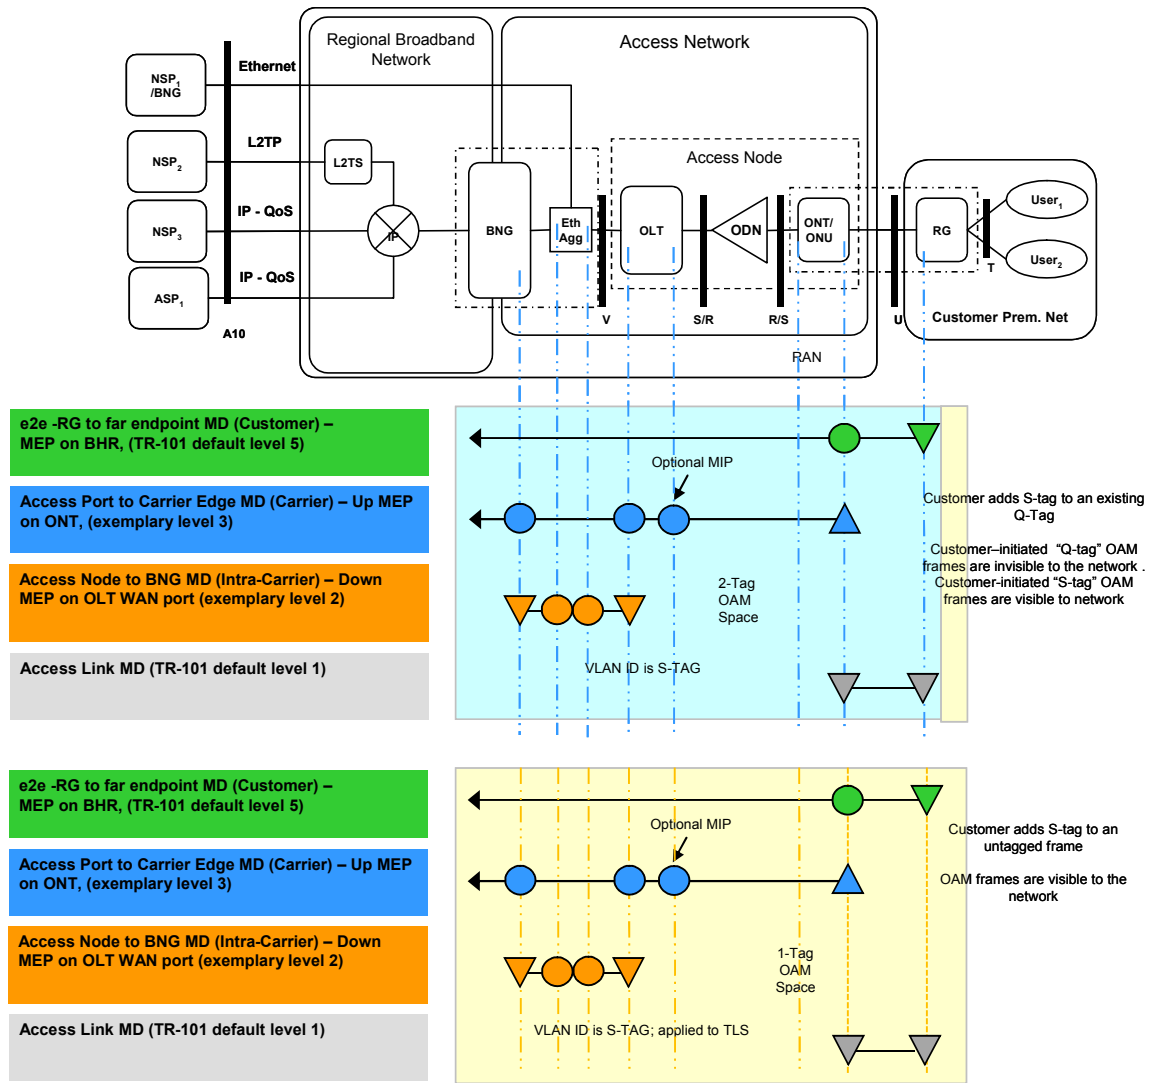 Regional Broadband
Network
Access Network
NSP1
/BNG
Ethernet
NSP2
L2TP
L2TS
Access Node
NSP3
IP - QoS
IP
BNG
Eth
Agg
OLT
ODN
ONT/
ONU
RG
User1
User2
ASP1
IP - QoS
A10
V
S/R
R/S
U
T
Customer Prem. Net
RAN
e2e -RG to far endpoint MD (Customer) –
MEP on BHR, (TR-101 default level 5)
Optional MIP
Access Port to Carrier Edge MD (Carrier) – Up MEP
on ONT, (exemplary level 3)
Customer adds S-tag to an existing
Q-Tag
Customer–initiated “Q-tag” OAM
frames are invisible to the network .
Customer-initiated “S-tag” OAM
frames are visible to network
Access Node to BNG MD (Intra-Carrier) – Down
MEP on OLT WAN port (exemplary level 2)
2-Tag
OAM
Space
Access Link MD (TR-101 default level 1)
VLAN ID is S-TAG
e2e -RG to far endpoint MD (Customer) –
MEP on BHR, (TR-101 default level 5)
Optional MIP
Customer adds S-tag to an
untagged frame
Access Port to Carrier Edge MD (Carrier) – Up MEP
on ONT, (exemplary level 3)
OAM frames are visible to the
network
Access Node to BNG MD (Intra-Carrier) – Down
MEP on OLT WAN port (exemplary level 2)
1-Tag
OAM
Space
Access Link MD (TR-101 default level 1)
VLAN ID is S-TAG; applied to TLS